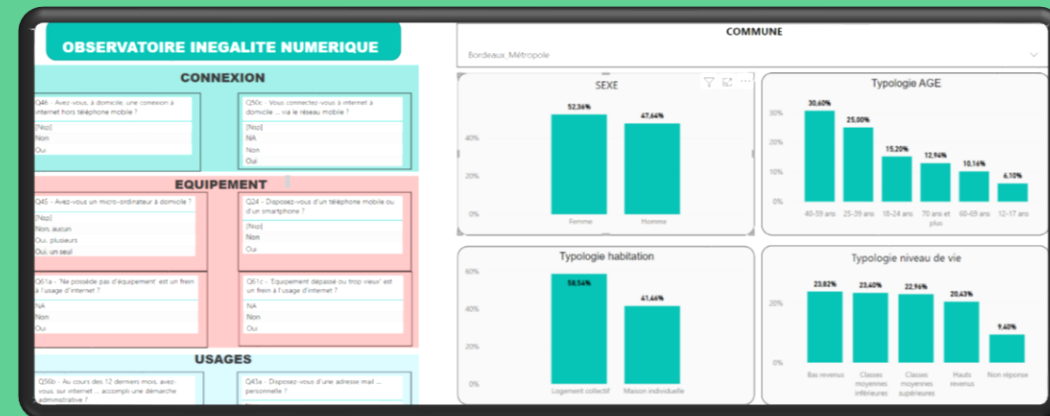 OBSERVATOIRE INEGALITE NUMERIQUE
CONNEXION
Q46 - Avez-vous, à domicile, une connexion à
internet hors téléphone mobile ?
[Nsp]
Non
Oui
Q50c - Vous connectez-vous à internet à
domicile ... via le réseau mobile ?
[Nsp]
NA
Non
Oui
EQUIPEMENT
Q45 - Avez-vous un micro-ordinateur à domicile ?
[Nsp]
Non, aucun
Oui, plusieurs
Oui, un seul
Q24 - Disposez-vous d'un téléphone mobile ou
d'un smartphone ?
[Nsp]
Non
Oui
Q61a - 'Ne possède pas d'équipement' est un frein
à l'usage d'internet ?
NA
Non
Oui
Q61c - 'Equipement dépassé ou trop vieux' est
un frein à l'usage d'internet ?
NA
Non
Oui
USAGES
Q56b - Au cours des 12 derniers mois, avez-
vous, sur internet ... accompli une démarche
administrative ?
Q43a - Disposez-vous d'une adresse mail ...
personnelle ?
COMMUNE
Bordeaux_Métropole
SEXE
52,36%
47,64%
40%
20%
0%
Femme
Homme
Typologie AGE
30,60%
25,00%
15,20%
12,94%
10,16%
6,10%
30%
20%
10%
0%
40-59 ans
25-39 ans
18-24 ans
70 ans et
plus
60-69 ans
12-17 ans
Typologie habitation
60%
58,54%
41,46%
40%
20%
0%
Logement collectif
Maison individuelle
Typologie niveau de vie
23,82%
23,40%
22,96%
20,43%
9,40%
20%
0%
Bas revenus
Classes
moyennes
inférieures
Classes
moyennes
supérieures
Hauts
revenus
Non réponse